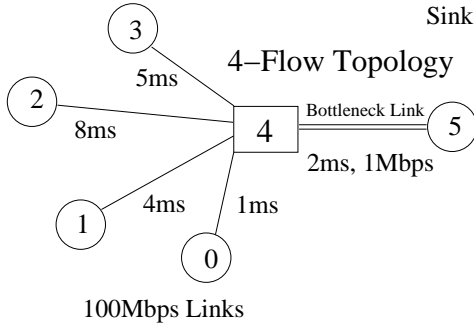 Sink
3
4–Flow Topology
5ms
2
Bottleneck Link
4
5
8ms
2ms, 1Mbps
4ms
1ms
1
0
100Mbps Links